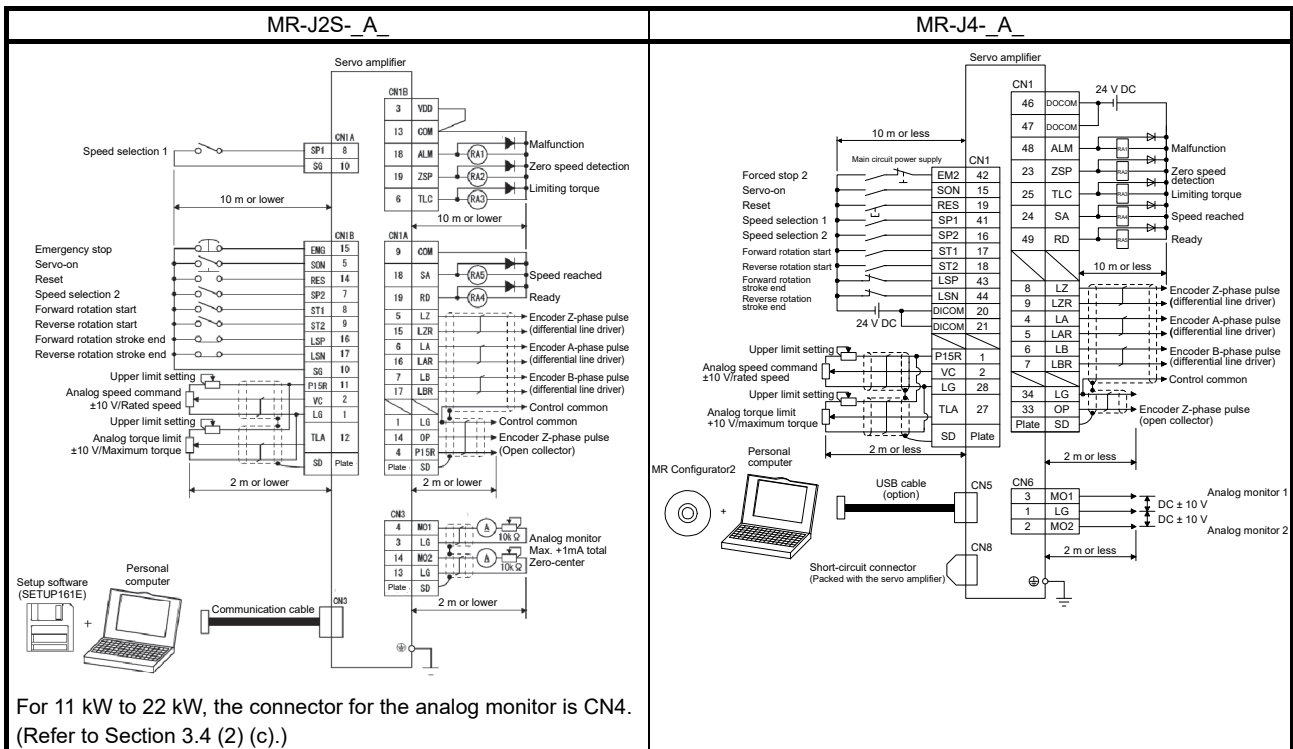 MR-J2S-_A_
Servo amplifier
CN1B
3 VDD
13 COM
18 ALM RA1 Malfunction
19 ZSP RA2 Zero speed detection
6 TLC RA3 Limiting torque
10 m or lower
CN1A
Speed selection 1 SP1 8
SG 10
10 m or lower
CN1B
Emergency stop EMG 15
Servo-on SON 5
Reset RES 14
Speed selection 2 SP2 7
Forward rotation start ST1 8
Reverse rotation start ST2 9
Forward rotation stroke end LSP 16
Reverse rotation stroke end LSN 17
SG 10
Upper limit setting P15R 11
Analog speed command
±10 V/Rated speed
VC 2
LG 1
Upper limit setting
Analog torque limit
±10 V/Maximum torque
TLA 12
SD Plate
2 m or lower
CN1A
9 COM
18 SA RA5 Speed reached
19 RD RA4 Ready
5 LZ Encoder Z-phase pulse
15 LZR (differential line driver)
6 LA Encoder A-phase pulse
16 LAR (differential line driver)
7 LB Encoder B-phase pulse
17 LBR (differential line driver)
Control common
1 LG Control common
14 OP Encoder Z-phase pulse
4 P15R (Open collector)
Plate SD
2 m or lower
CN3
4 MO1 A 10k Ω
3 LG
14 MO2 A 10k Ω
13 LG
Plate SD
Analog monitor
Max. +1mA total
Zero-center
2 m or lower
Setup software
(SETUP161E)
+
Personal
computer
Communication cable
CN3
For 11 kW to 22 kW, the connector for the analog monitor is CN4.
(Refer to Section 3.4 (2) (c).)
MR-J4-_A_
Servo amplifier
10 m or less
Main circuit power supply
CN1
Forced stop 2 EM2 42
Servo-on SON 15
Reset RES 19
Speed selection 1 SP1 41
Speed selection 2 SP2 16
Forward rotation start ST1 17
Reverse rotation start ST2 18
Forward rotation
stroke end
LSP 43
Reverse rotation
stroke end
LSN 44
24 V DC
DICOM 20
DICOM 21
Upper limit setting
P15R 1
Analog speed command
±10 V/rated speed
VC 2
Upper limit setting
LG 28
Analog torque limit
+10 V/maximum torque
TLA 27
SD Plate
2 m or less
CN1
24 V DC
46 DOCOM
47 DOCOM
48 ALM RA1 Malfunction
23 ZSP RA2 Zero speed
detection
25 TLC RA3 Limiting torque
24 SA RA4 Speed reached
49 RD RA5 Ready
10 m or less
8 LZ Encoder Z-phase pulse
9 LZR (differential line driver)
4 LA Encoder A-phase pulse
5 LAR (differential line driver)
6 LB Encoder B-phase pulse
7 LBR (differential line driver)
Control common
34 LG
33 OP Encoder Z-phase pulse
Plate SD (open collector)
2 m or less
MR Configurator2
+
Personal
computer
USB cable
(option)
CN5
CN8
Short-circuit connector
(Packed with the servo amplifier)
CN6
3 MO1 Analog monitor 1
DC ± 10 V
1 LG
DC ± 10 V
2 MO2 Analog monitor 2
2 m or less